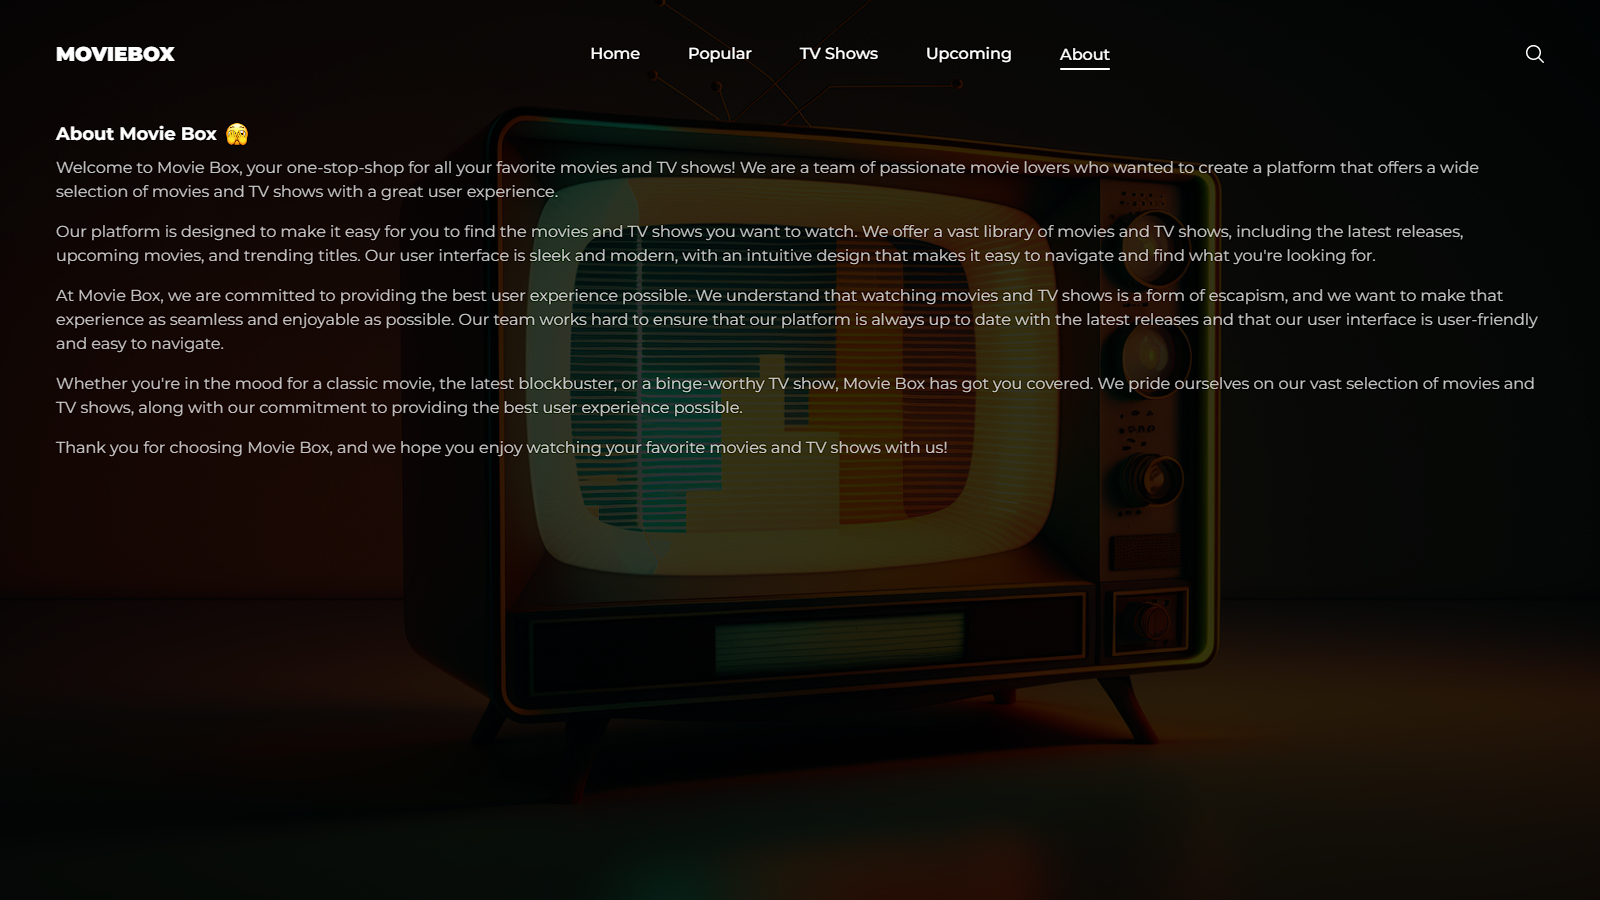 MOVIEBOX
Home
Popular
TV Shows
Upcoming
About
About Movie Box 🫣
Welcome to Movie Box, your one-stop-shop for all your favorite movies and TV shows! We are a team of passionate movie lovers who wanted to create a platform that offers a wide
selection of movies and TV shows with a great user experience.
Our platform is designed to make it easy for you to find the movies and TV shows you want to watch. We offer a vast library of movies and TV shows, including the latest releases,
upcoming movies, and trending titles. Our user interface is sleek and modern, with an intuitive design that makes it easy to navigate and find what you're looking for.
At Movie Box, we are committed to providing the best user experience possible. We understand that watching movies and TV shows is a form of escapism, and we want to make that
experience as seamless and enjoyable as possible. Our team works hard to ensure that our platform is always up to date with the latest releases and that our user interface is user-friendly
and easy to navigate.
Whether you're in the mood for a classic movie, the latest blockbuster, or a binge-worthy TV show, Movie Box has got you covered. We pride ourselves on our vast selection of movies and
TV shows, along with our commitment to providing the best user experience possible.
Thank you for choosing Movie Box, and we hope you enjoy watching your favorite movies and TV shows with us!